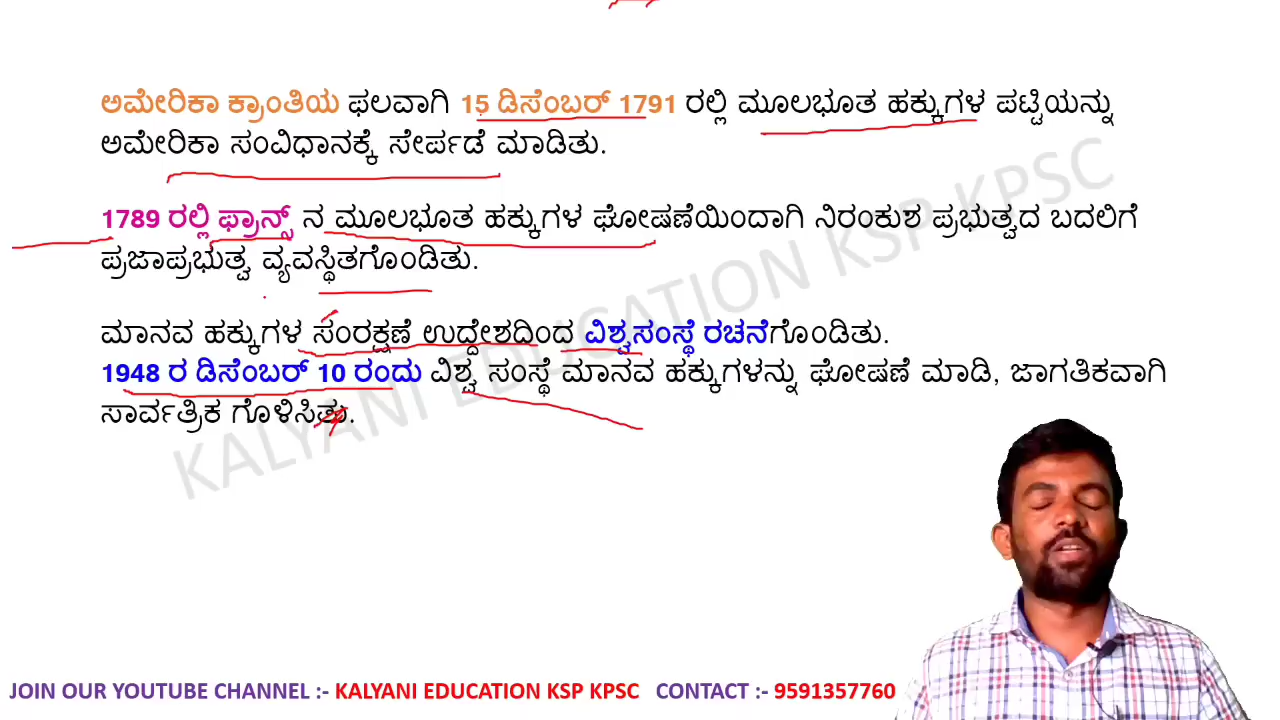 ಅಮೇರಿಕಾ ಕ್ರಾಂತಿಯ ಫಲವಾಗಿ 15 ಡಿಸೆಂಬರ್ 1791 ರಲ್ಲಿ ಮೂಲಭೂತ ಹಕ್ಕುಗಳ ಪಟ್ಟಿಯನ್ನು
ಅಮೇರಿಕಾ ಸಂವಿಧಾನಕ್ಕೆ ಸೇರ್ಪಡೆ ಮಾಡಿತು.
1789 ರಲ್ಲಿ ಫ್ರಾನ್ಸ್ ನ ಮೂಲಭೂತ ಹಕ್ಕುಗಳ ಘೋಷಣೆಯಿಂದಾಗಿ ನಿರಂಕುಶ ಪ್ರಭುತ್ವದ ಬದಲಿಗೆ
ಪ್ರಜಾಪ್ರಭುತ್ವ ವ್ಯವಸ್ಥಿತಗೊಂಡಿತು.
ಮಾನವ ಹಕ್ಕುಗಳ ಸಂರಕ್ಷಣೆ ಉದ್ದೇಶದಿಂದ ವಿಶ್ವಸಂಸ್ಥೆ ರಚನೆಗೊಂಡಿತು.
1948 ರ ಡಿಸೆಂಬರ್ 10 ರಂದು ವಿಶ್ವ ಸಂಸ್ಥೆ ಮಾನವ ಹಕ್ಕುಗಳನ್ನು ಘೋಷಣೆ ಮಾಡಿ, ಜಾಗತಿಕವಾಗಿ
ಸಾರ್ವತ್ರಿಕ ಗೊಳಿಸಿತು.
KALYANI EDUCATION KSP KPSC
JOIN OUR YOUTUBE CHANNEL :- KALYANI EDUCATION KSP KPSC CONTACT :- 9591357760